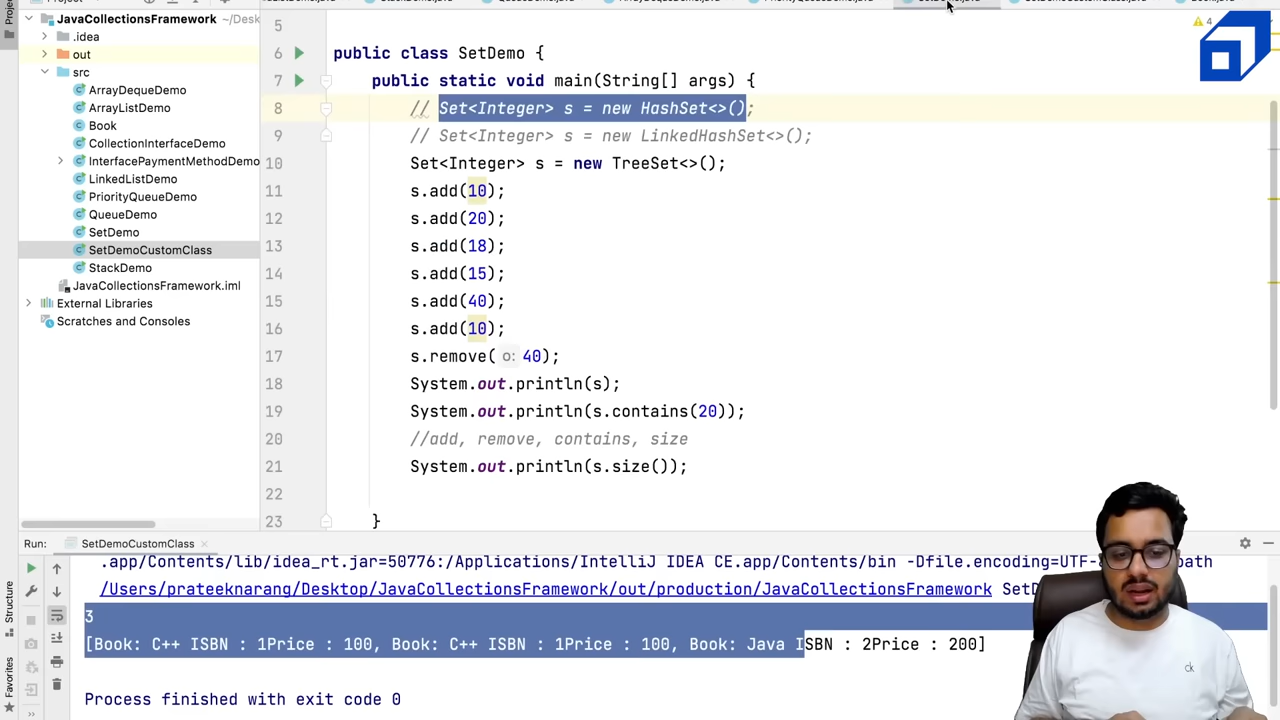 JavaCollectionsFramework ~/Desk
.idea
out
src
ArrayDequeDemo
ArrayListDemo
Book
CollectionInterfaceDemo
InterfacePaymentMethodDemo
LinkedListDemo
PriorityQueueDemo
QueueDemo
SetDemo
SetDemoCustomClass
StackDemo
JavaCollectionsFramework.iml
External Libraries
Scratches and Consoles
4
5
6 public class SetDemo {
7 public static void main(String[] args) {
8 // Set<Integer> s = new HashSet<>();
9 // Set<Integer> s = new LinkedHashSet<>();
10 Set<Integer> s = new TreeSet<>();
11 s.add(10);
12 s.add(20);
13 s.add(18);
14 s.add(15);
15 s.add(40);
16 s.add(10);
17 s.remove( o: 40);
18 System.out.println(s);
19 System.out.println(s.contains(20));
20 //add, remove, contains, size
21 System.out.println(s.size());
22
23 }
Run: SetDemoCustomClass
.app/Contents/lib/idea_rt.jar=50776:/Applications/IntelliJ IDEA CE.app/Contents/bin -Dfile.encoding=UTF-
/Users/prateeknarang/Desktop/JavaCollectionsFramework/out/production/JavaCollectionsFramework
3
[Book: C++ ISBN : 1Price : 100, Book: C++ ISBN : 1Price : 100, Book: Java ISBN : 2Price : 200]
Process finished with exit code 0
Structure
Favorites
ck